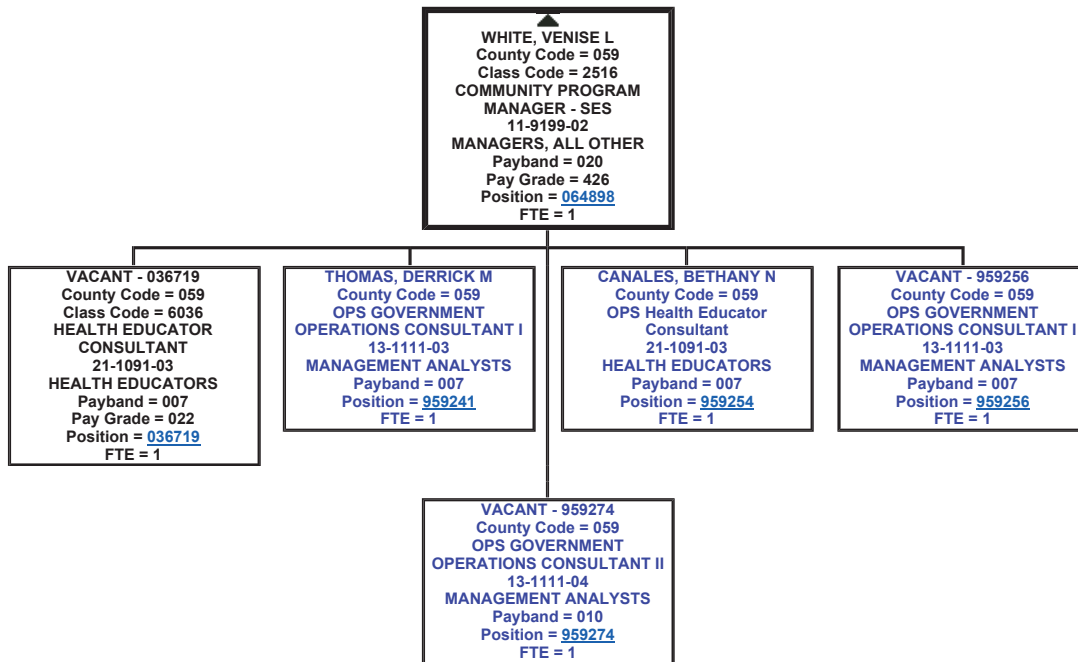 WHITE, VENISE L
County Code = 059
Class Code = 2516
COMMUNITY PROGRAM
MANAGER - SES
11-9199-02
MANAGERS, ALL OTHER
Payband = 020
Pay Grade = 426
Position = 064898
FTE = 1
VACANT - 036719
County Code = 059
Class Code = 6036
HEALTH EDUCATOR
CONSULTANT
21-1091-03
HEALTH EDUCATORS
Payband = 007
Pay Grade = 022
Position = 036719
FTE = 1
THOMAS, DERRICK M
County Code = 059
OPS GOVERNMENT
OPERATIONS CONSULTANT I
13-1111-03
MANAGEMENT ANALYSTS
Payband = 007
Position = 959241
FTE = 1
CANALES, BETHANY N
County Code = 059
OPS Health Educator
Consultant
21-1091-03
HEALTH EDUCATORS
Payband = 007
Position = 959254
FTE = 1
VACANT - 959256
County Code = 059
OPS GOVERNMENT
OPERATIONS CONSULTANT I
13-1111-03
MANAGEMENT ANALYSTS
Payband = 007
Position = 959256
FTE = 1
VACANT - 959274
County Code = 059
OPS GOVERNMENT
OPERATIONS CONSULTANT II
13-1111-04
MANAGEMENT ANALYSTS
Payband = 010
Position = 959274
FTE = 1